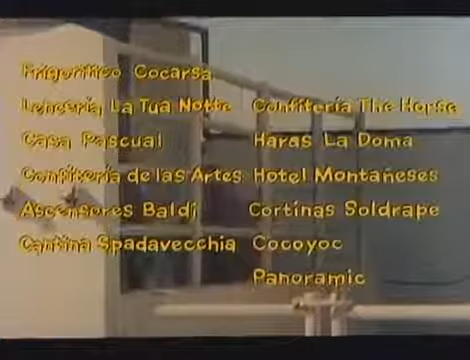 Frigorifico Cocarsa
Lencería La Tua Notte
Casa Pascual
Confitería de las Artes
Ascensores Baldi
Cantina Spadavecchia
Confitería The Horse
Haras La Doma
Hotel Montañeses
Cortinas Soldrape
Cocoyoc
Panoramic